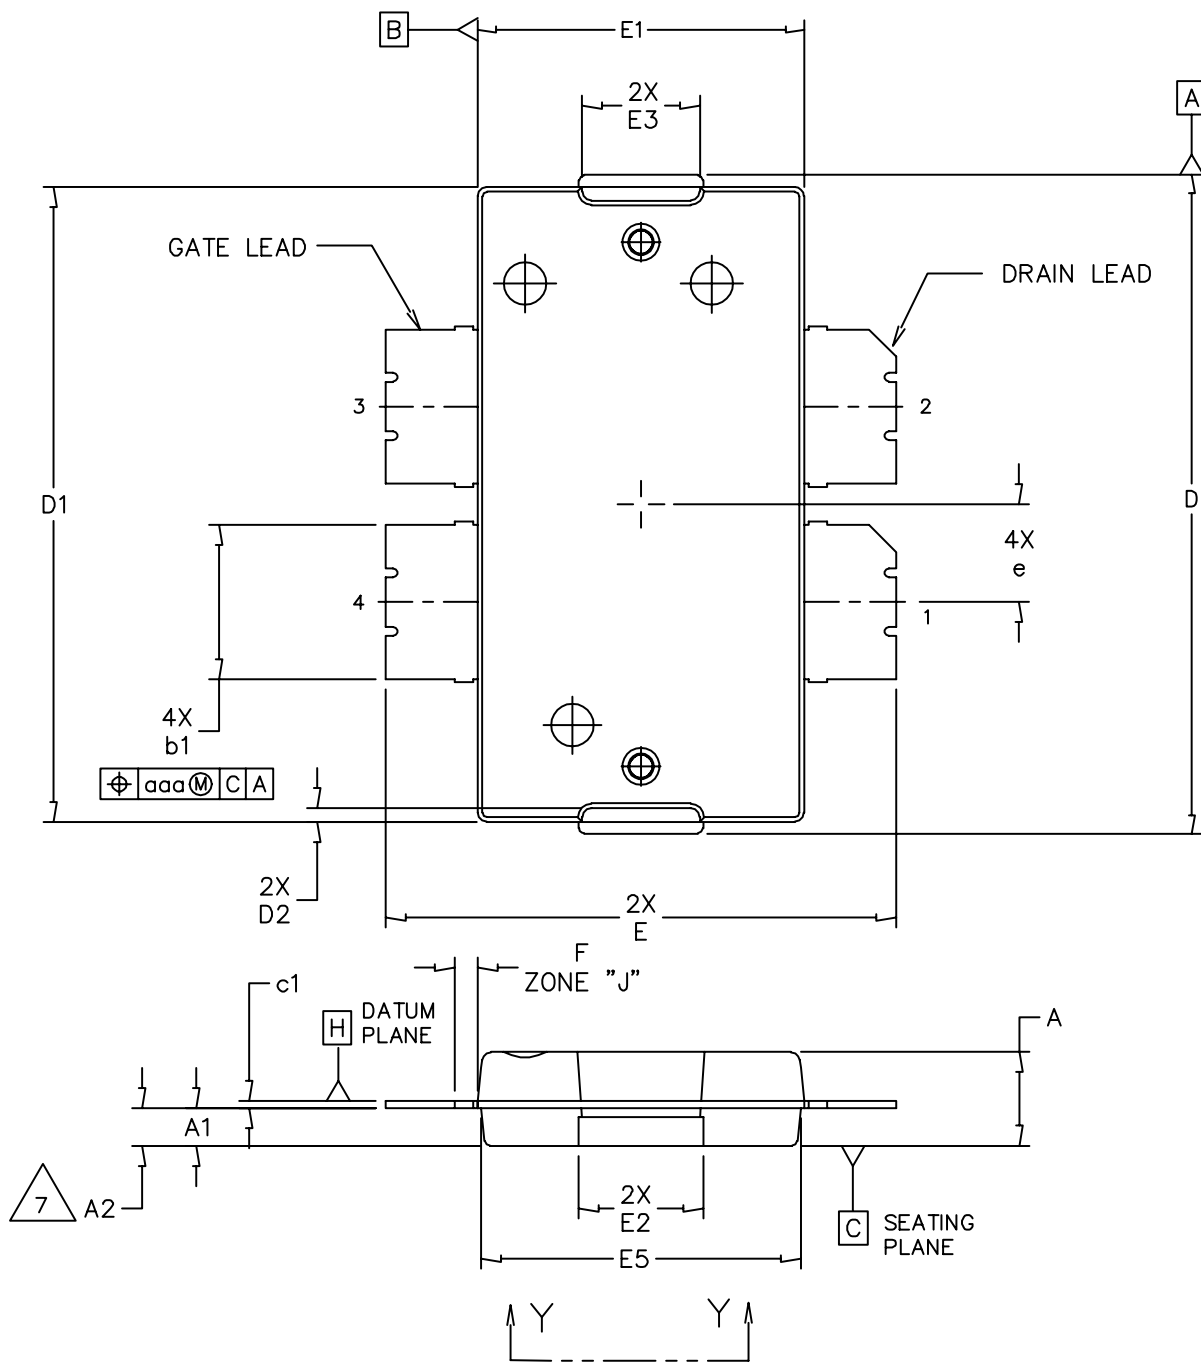 B
E1
2X
E3
A
GATE LEAD
DRAIN LEAD
3
2
D1
D
4X
e
4
1
4X
b1
⌖ aaa Ⓜ C A
2X
D2
2X
E
F
ZONE "J"
c1
H
DATUM
PLANE
A
A1
7
A2
2X
E2
C
SEATING
PLANE
E5
Y
Y